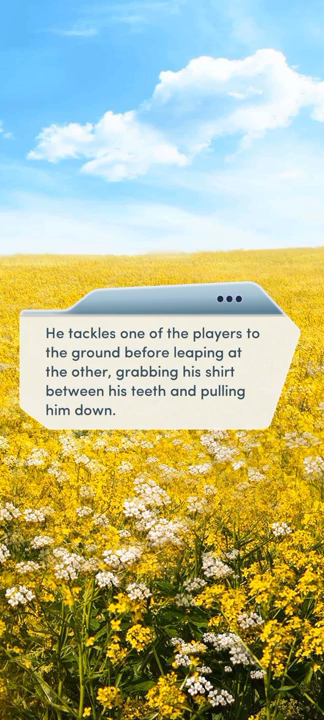 He tackles one of the players to
the ground before leaping at
the other, grabbing his shirt
between his teeth and pulling
him down.